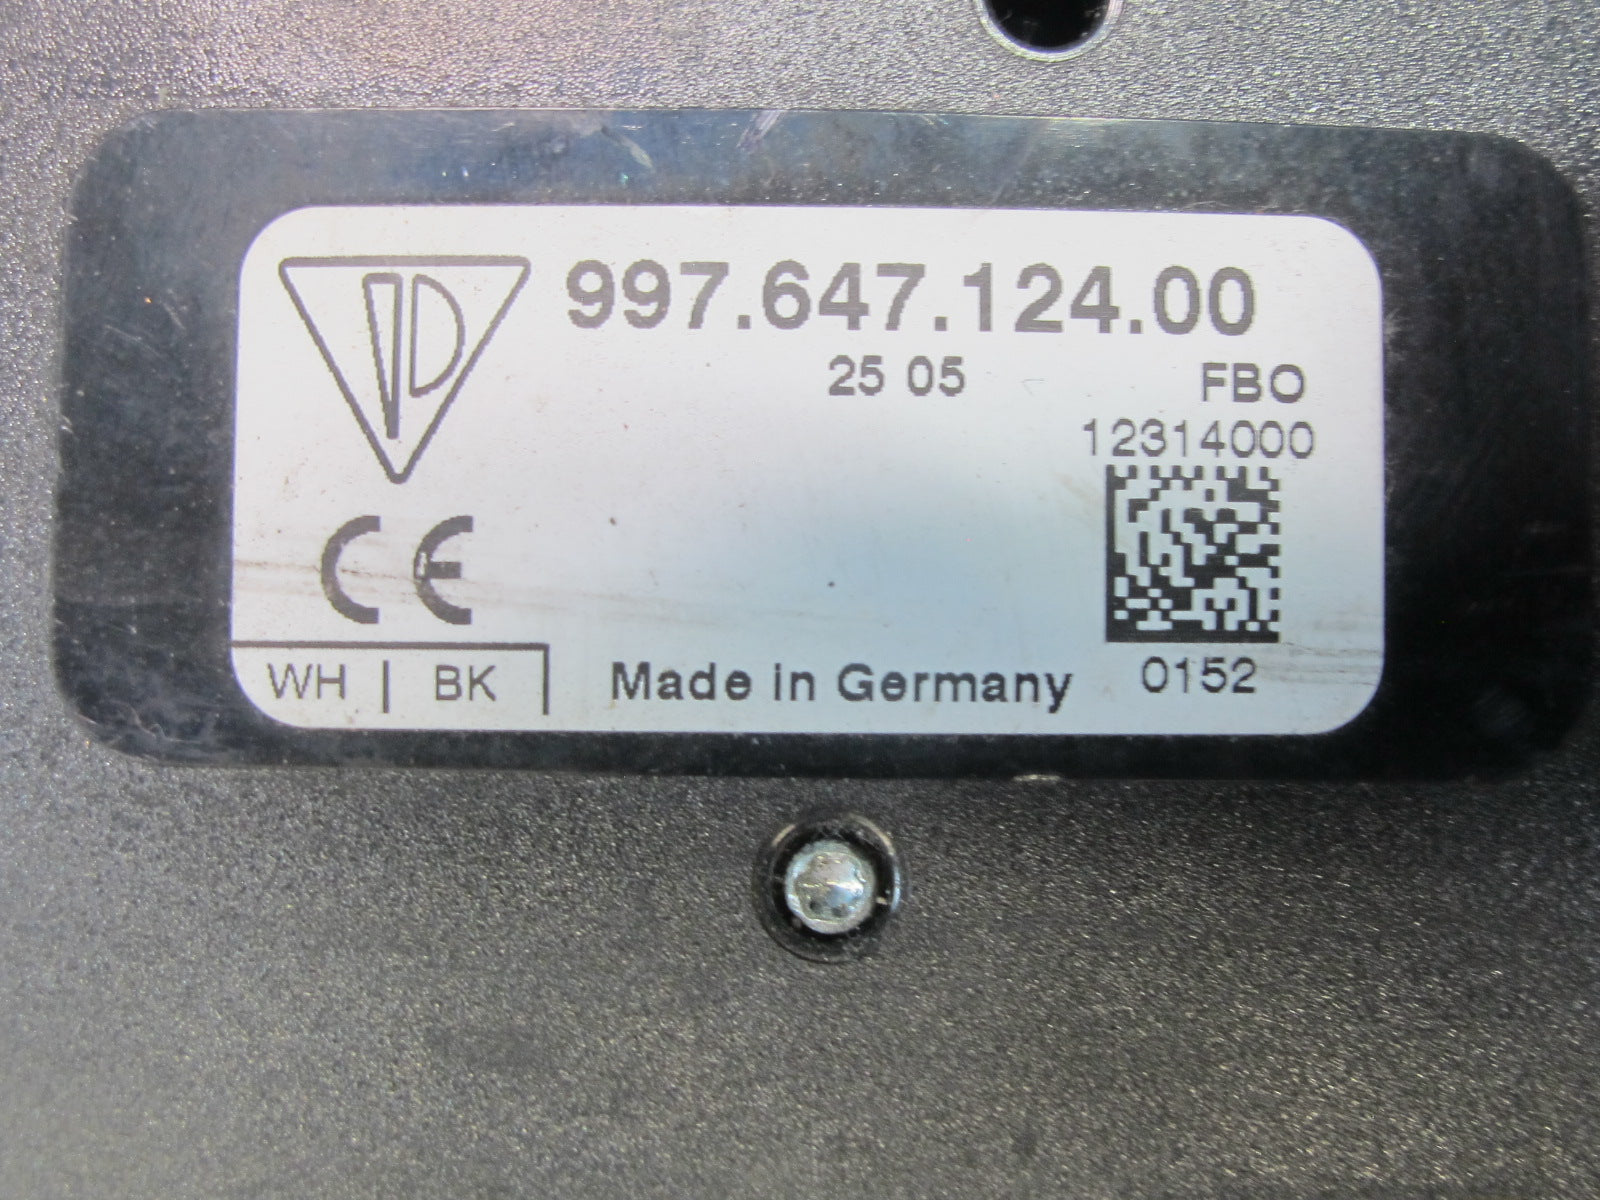 997.647.124.00
25 05 FBO
12314000
CE
WH | BK
Made in Germany
0152